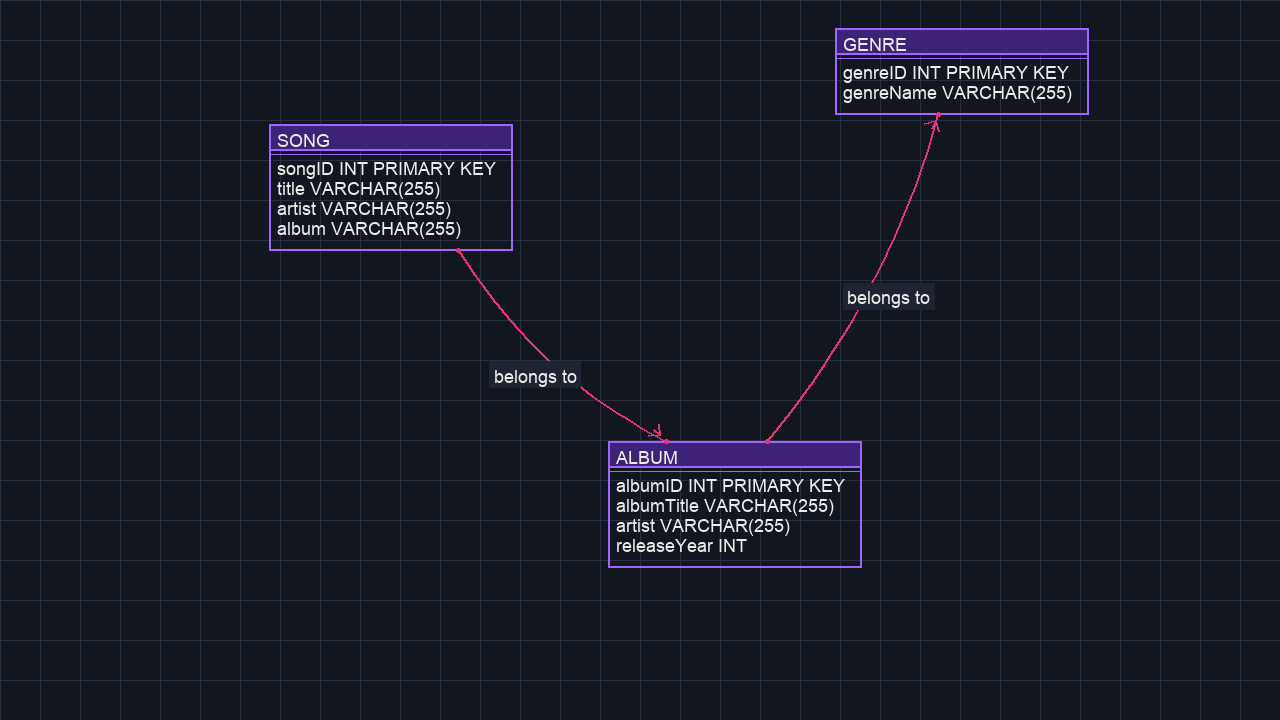 GENRE
genreID INT PRIMARY KEY
genreName VARCHAR(255)
SONG
songID INT PRIMARY KEY
title VARCHAR(255)
artist VARCHAR(255)
album VARCHAR(255)
belongs to
belongs to
ALBUM
albumID INT PRIMARY KEY
albumTitle VARCHAR(255)
artist VARCHAR(255)
releaseYear INT